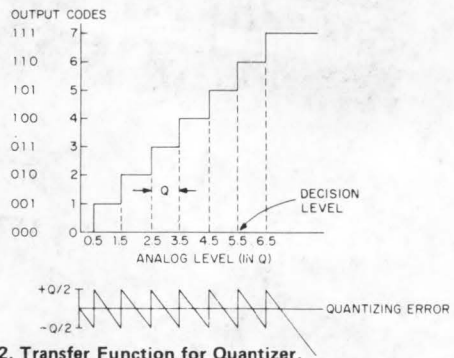 OUTPUT CODES
111 7
110 6
101 5
100 4
011 3
010 2
001 1
000 0
Q
DECISION
LEVEL
0.5 1.5 2.5 3.5 4.5 5.5 6.5
ANALOG LEVEL (IN Q)
+Q/2
QUANTIZING ERROR
-Q/2
2. Transfer Function for Quantizer.